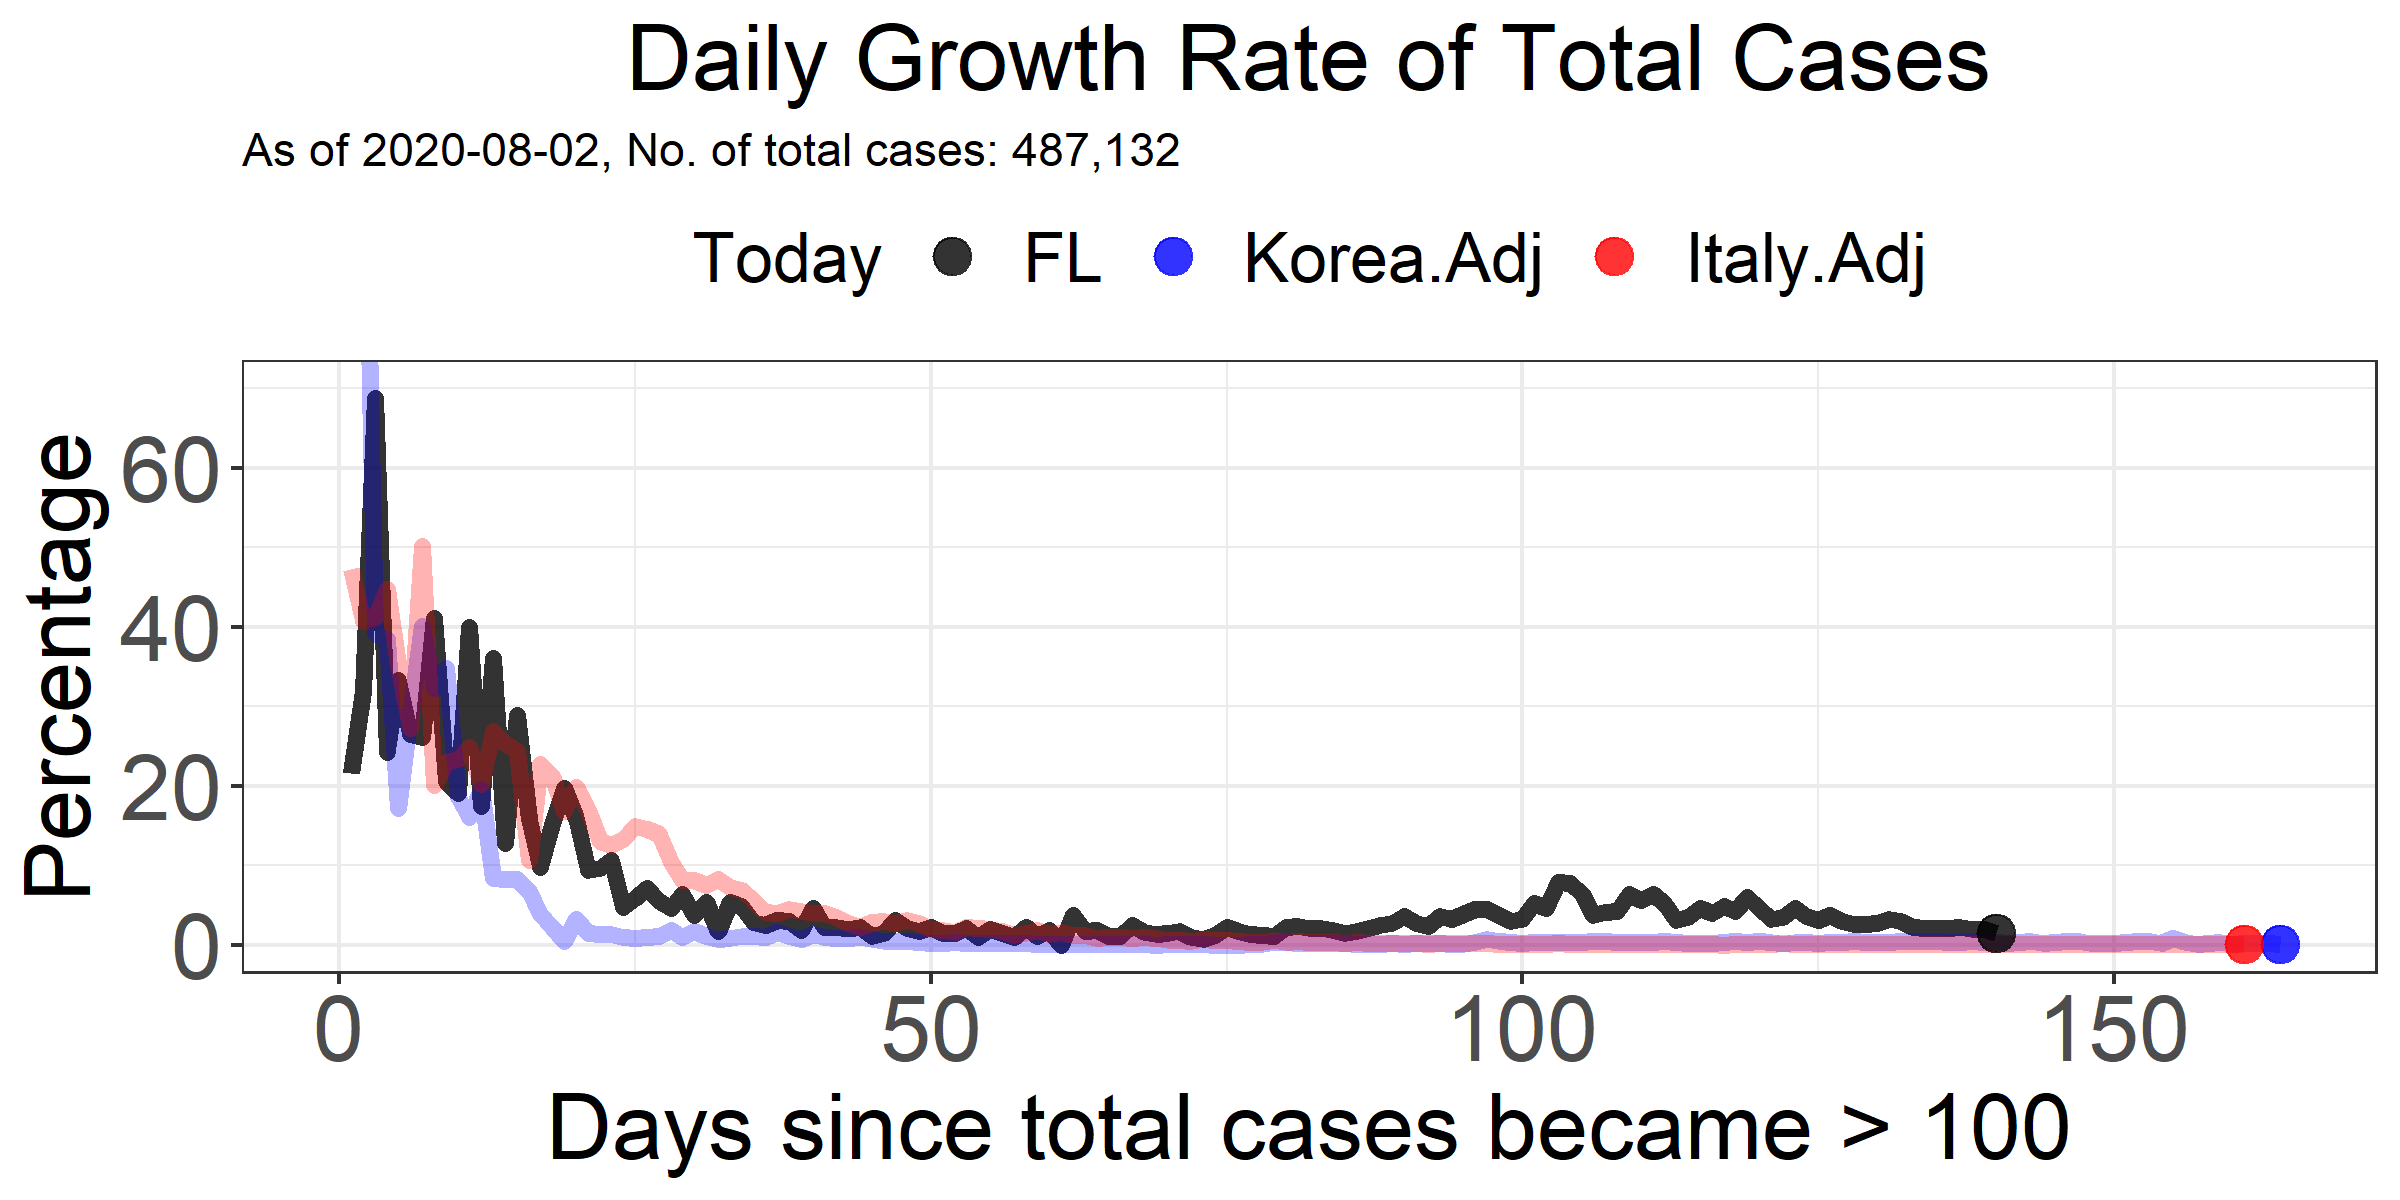 Daily Growth Rate of Total Cases
As of 2020-08-02, No. of total cases: 487,132
Today FL Korea.Adj Italy.Adj
Percentage
60
40
20
0
0 50 100 150
Days since total cases became > 100